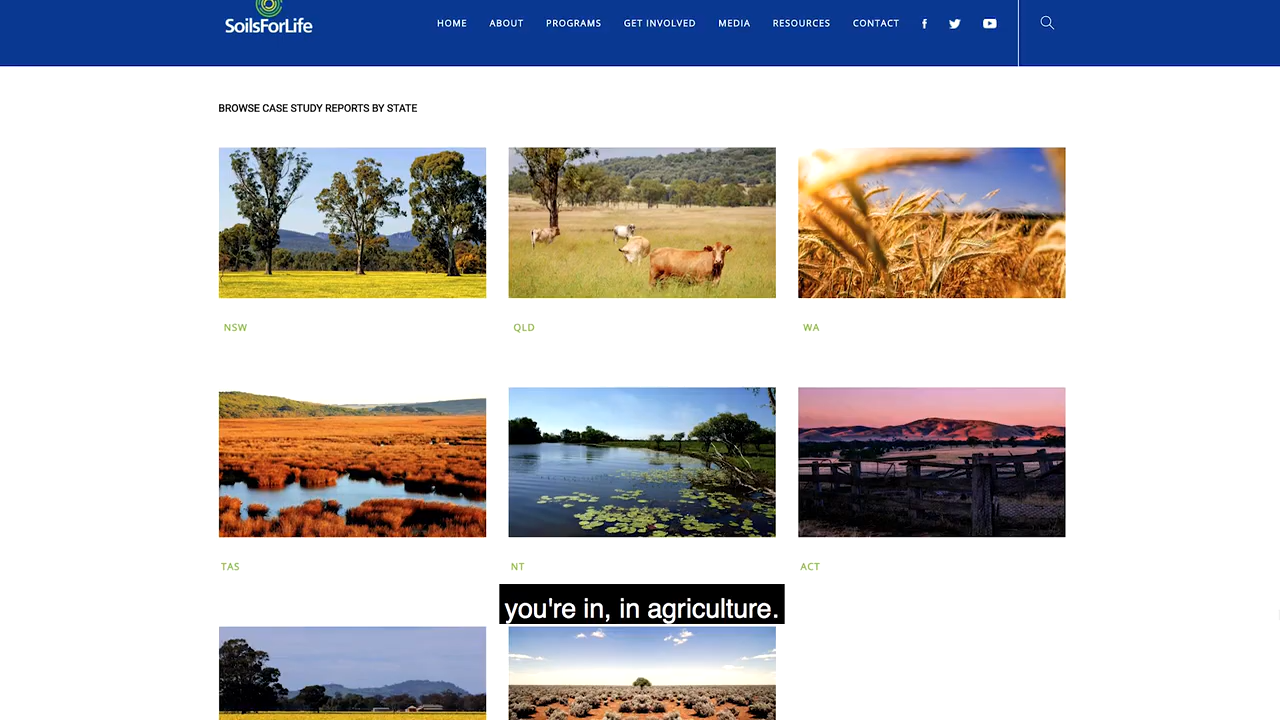 SoilsForLife
HOME ABOUT PROGRAMS GET INVOLVED MEDIA RESOURCES CONTACT
BROWSE CASE STUDY REPORTS BY STATE
NSW QLD WA
TAS NT ACT
you're in, in agriculture.